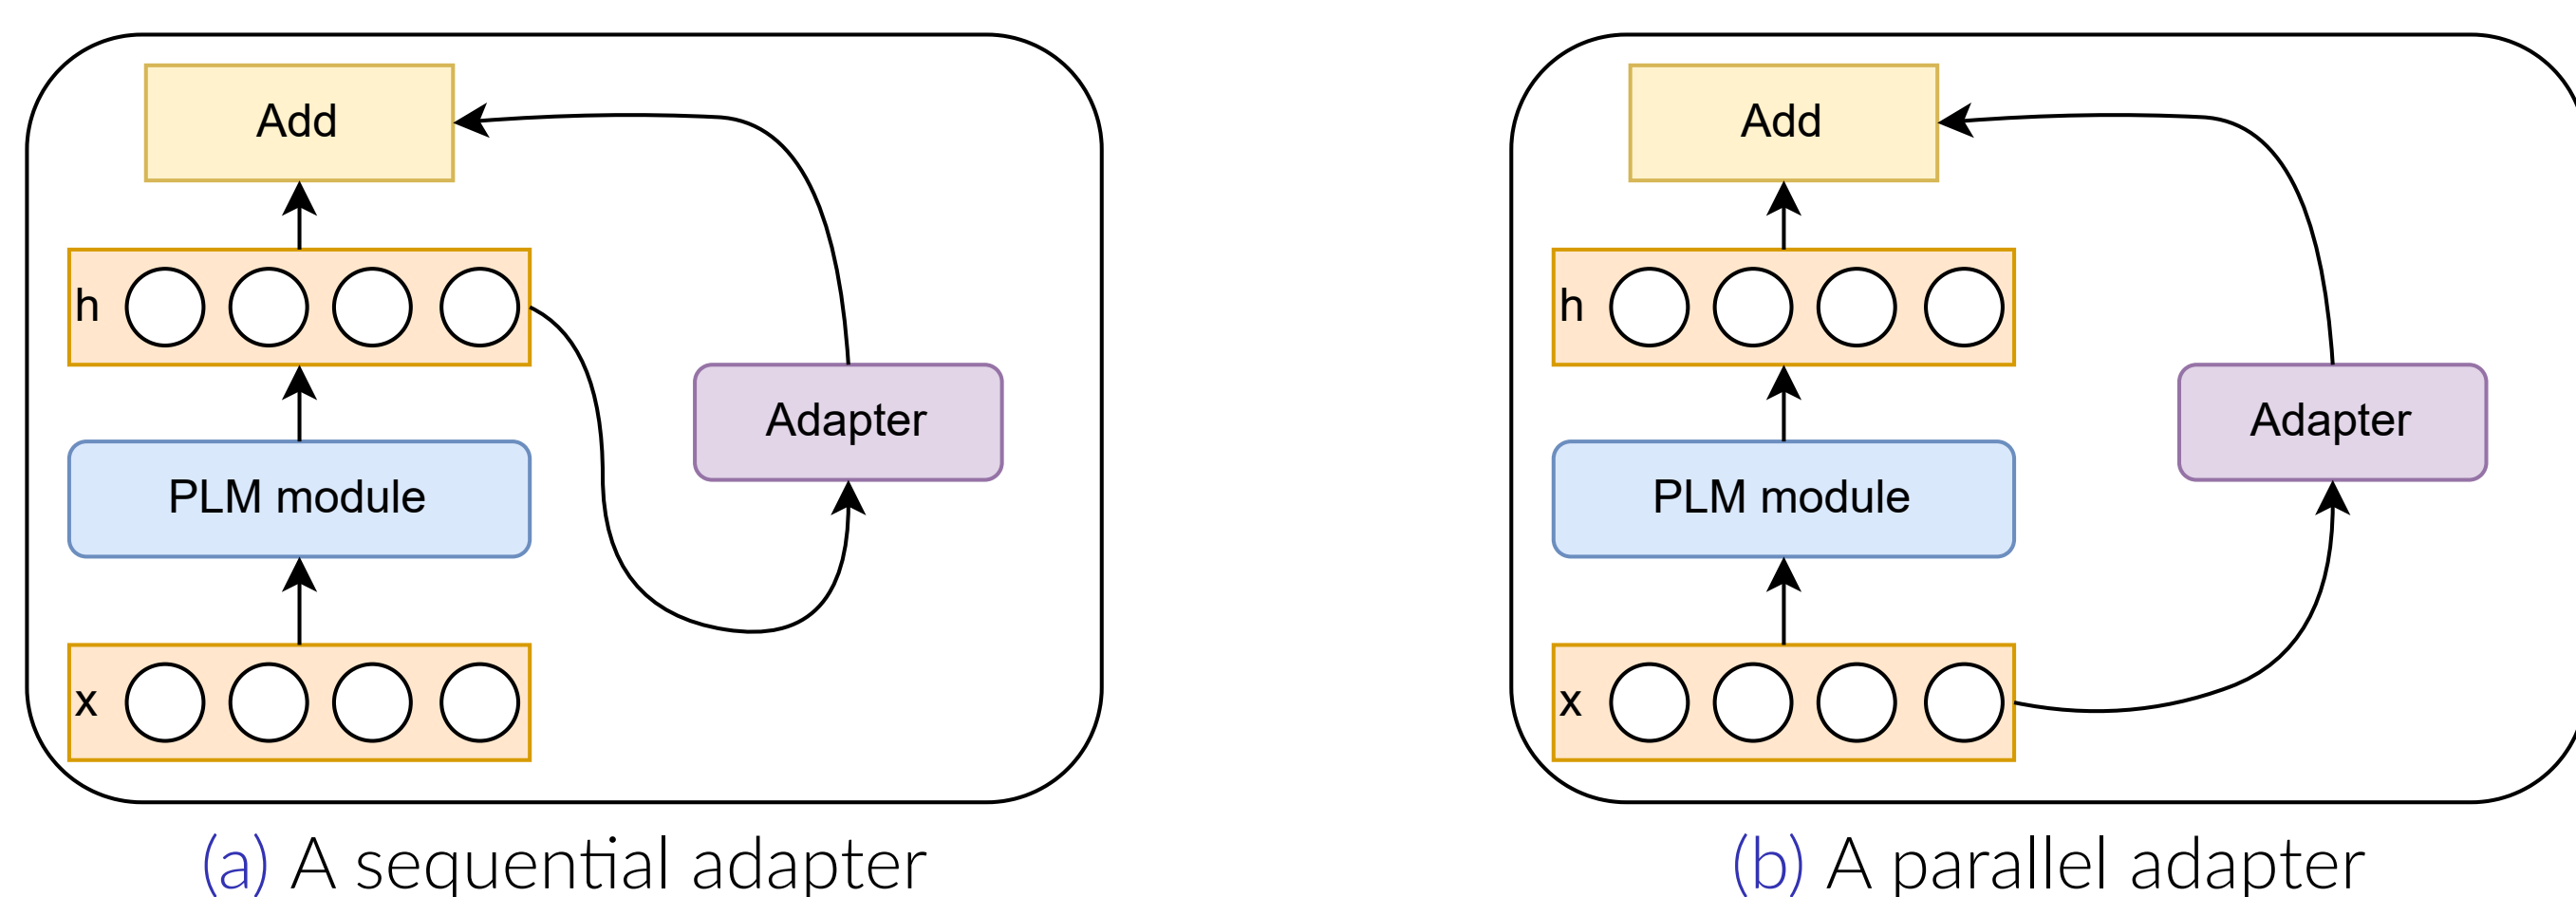 Add
h
Adapter
PLM module
x
(a) A sequential adapter
Add
h
Adapter
PLM module
x
(b) A parallel adapter